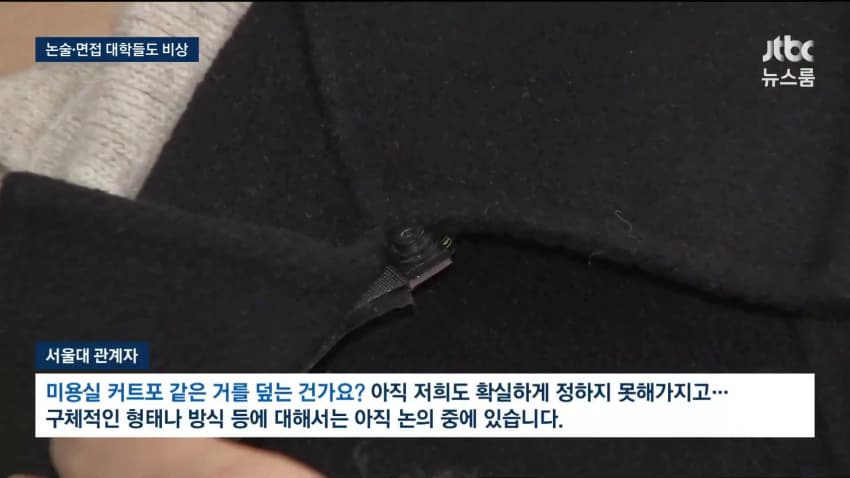 논술·면접 대학들도 비상
jtbc
뉴스룸
서울대 관계자
미용실 커트포 같은 거를 덮는 건가요? 아직 저희도 확실하게 정하지 못해가지고…
구체적인 형태나 방식 등에 대해서는 아직 논의 중에 있습니다.